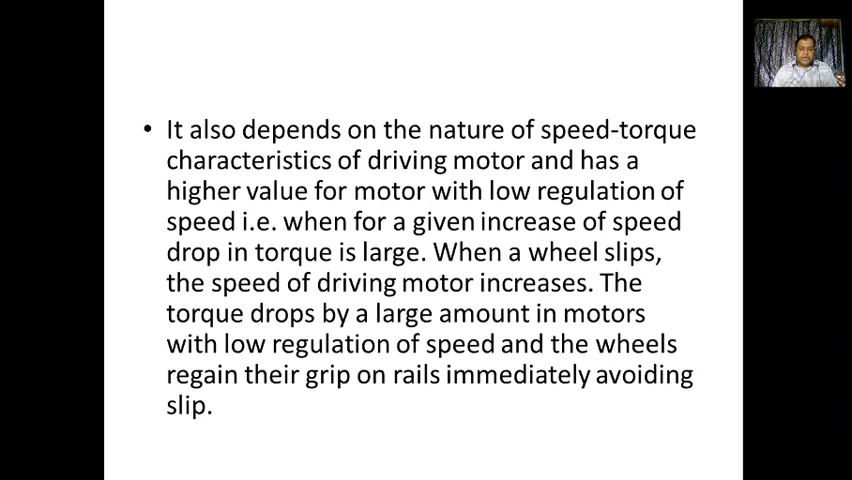 • It also depends on the nature of speed-torque
characteristics of driving motor and has a
higher value for motor with low regulation of
speed i.e. when for a given increase of speed
drop in torque is large. When a wheel slips,
the speed of driving motor increases. The
torque drops by a large amount in motors
with low regulation of speed and the wheels
regain their grip on rails immediately avoiding
slip.